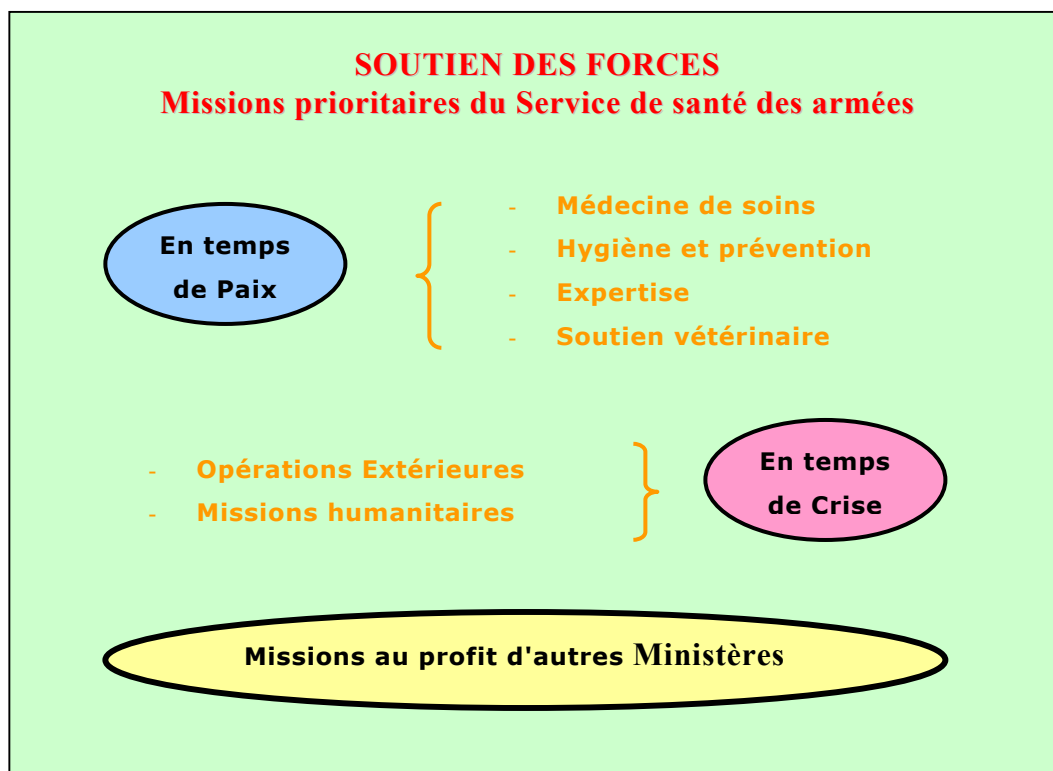 SOUTIEN DES FORCES
Missions prioritaires du Service de santé des armées
En temps
de Paix
- Médecine de soins
- Hygiène et prévention
- Expertise
- Soutien vétérinaire
- Opérations Extérieures
- Missions humanitaires
En temps
de Crise
Missions au profit d'autres Ministères